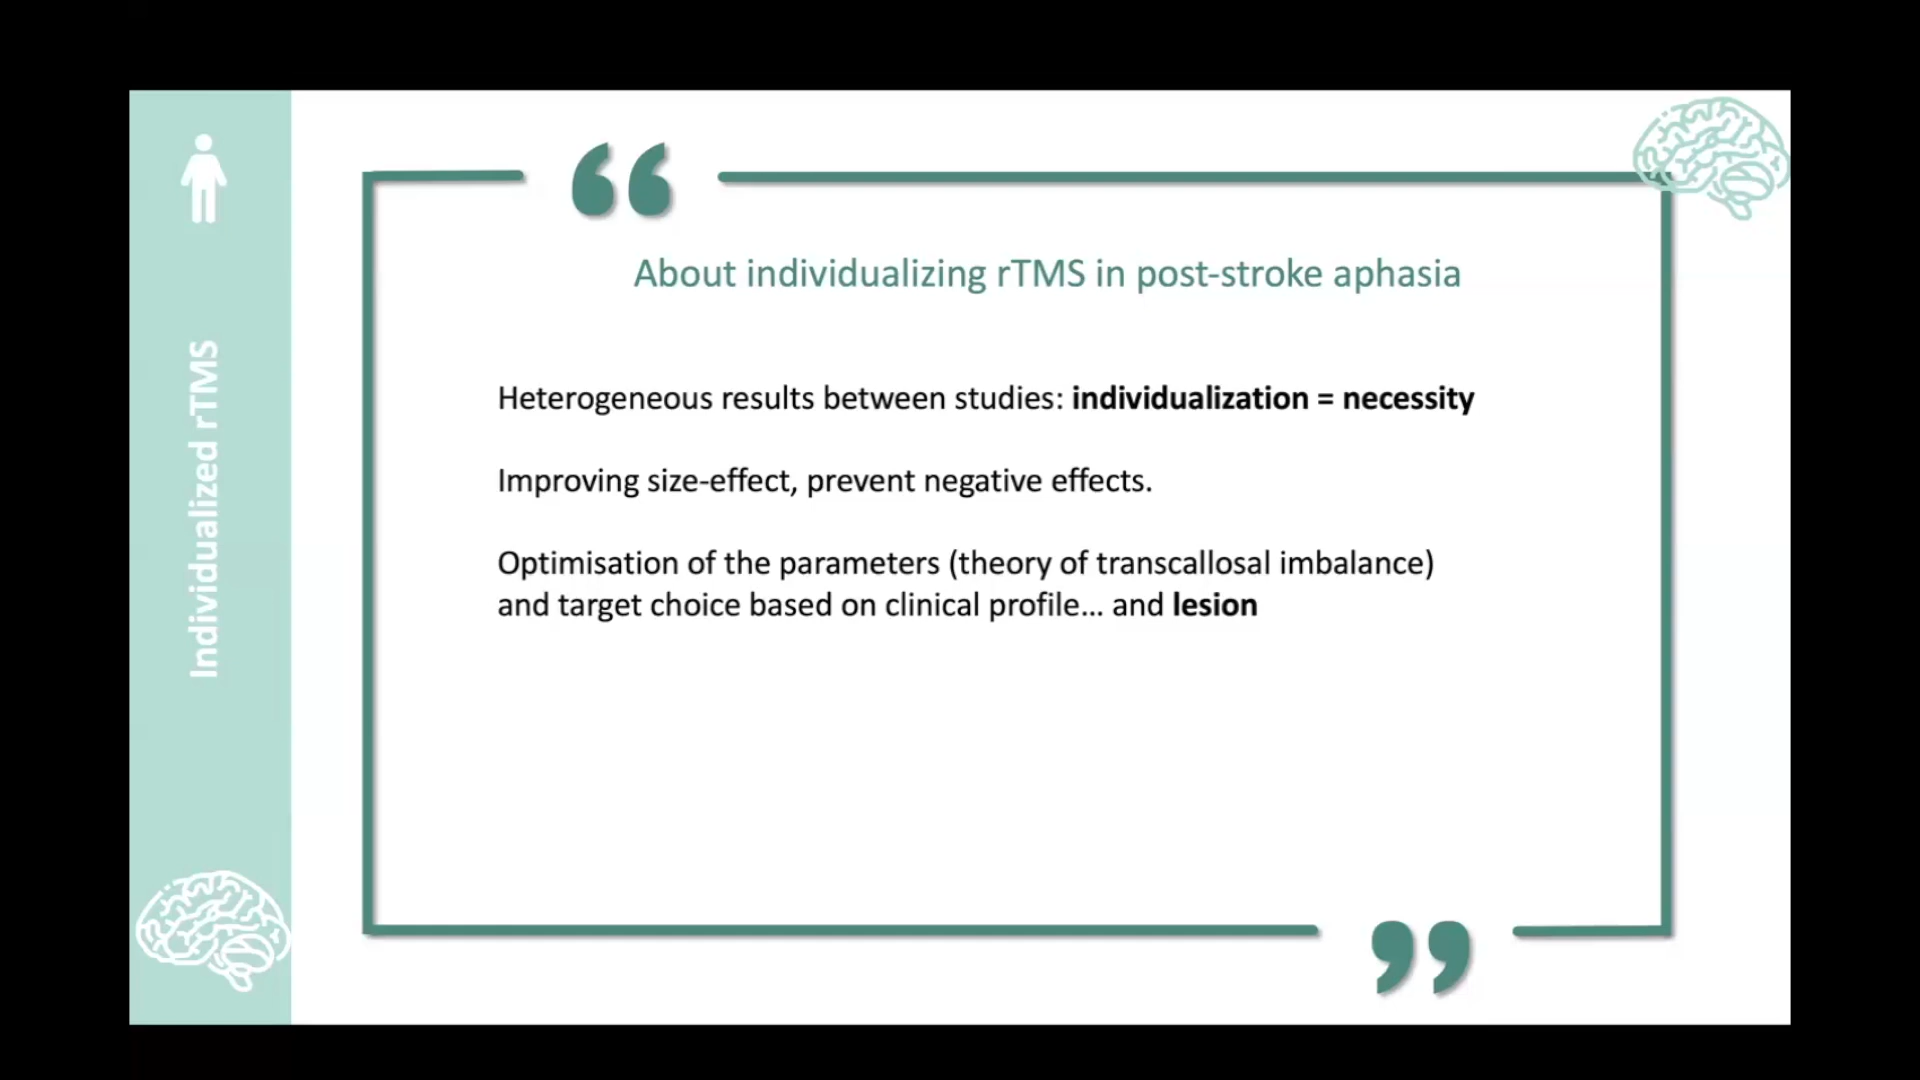 Individualized rTMS
“
About individualizing rTMS in post-stroke aphasia
Heterogeneous results between studies: individualization = necessity
Improving size-effect, prevent negative effects.
Optimisation of the parameters (theory of transcallosal imbalance)
and target choice based on clinical profile... and lesion
”